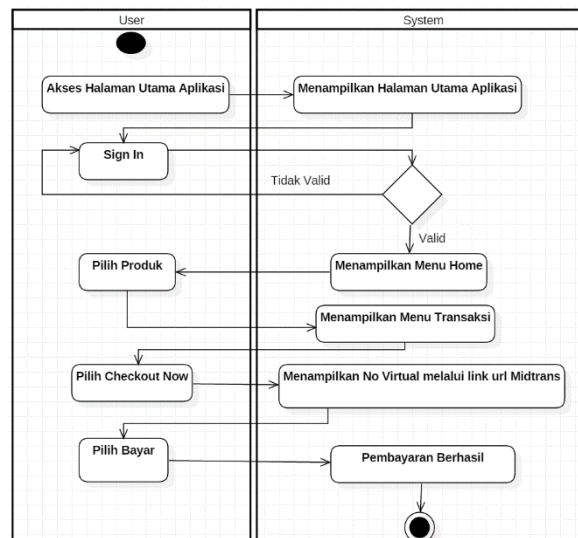 User
System
Akses Halaman Utama Aplikasi
Menampilkan Halaman Utama Aplikasi
Sign In
Tidak Valid
Valid
Pilih Produk
Menampilkan Menu Home
Menampilkan Menu Transaksi
Pilih Checkout Now
Menampilkan No Virtual melalui link url Midtrans
Pilih Bayar
Pembayaran Berhasil